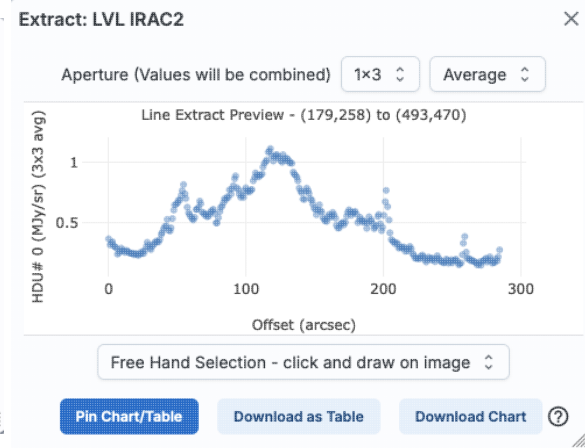 Extract: LVL IRAC2
Aperture (Values will be combined) 1×3 Average
Line Extract Preview - (179,258) to (493,470)
HDU# 0 (MJy/sr) (3x3 avg)
1
0.5
0 100 200 300
Offset (arcsec)
Free Hand Selection - click and draw on image
Pin Chart/Table Download as Table Download Chart ?